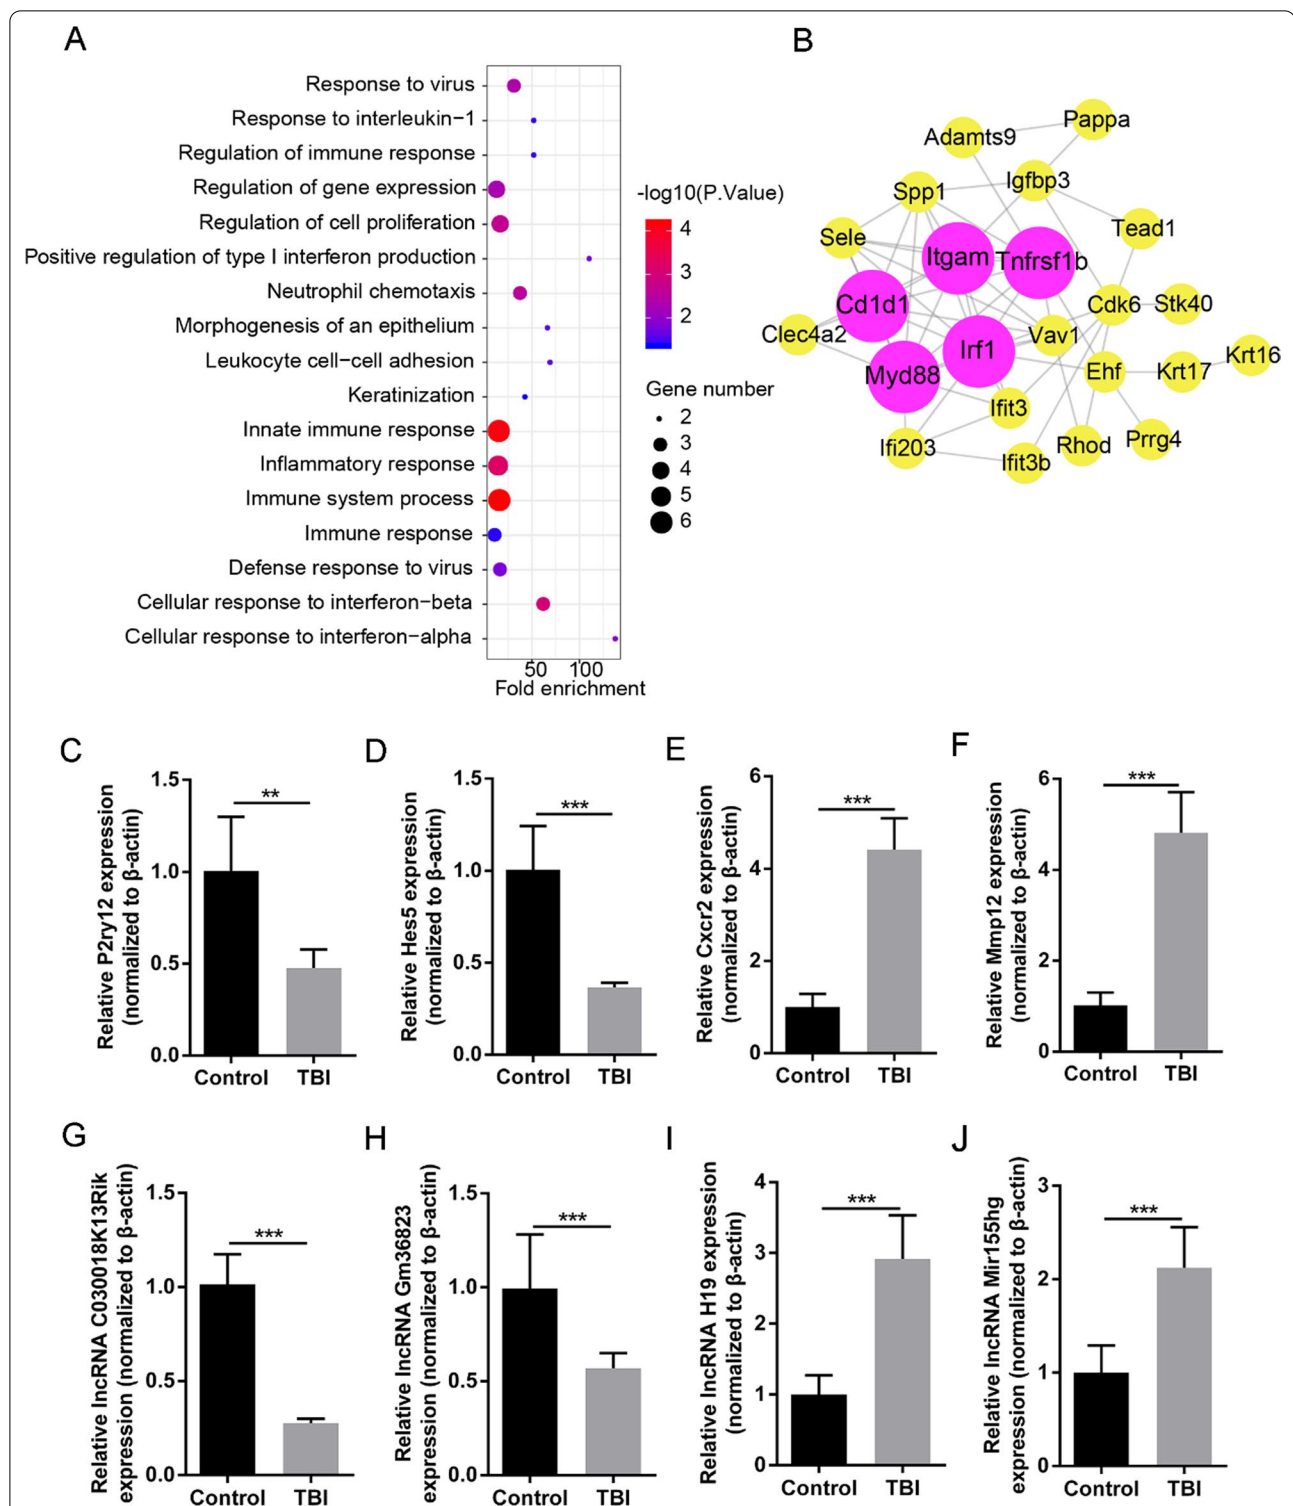 A
Response to virus
Response to interleukin−1
Regulation of immune response
Regulation of gene expression
Regulation of cell proliferation
Positive regulation of type I interferon production
Neutrophil chemotaxis
Morphogenesis of an epithelium
Leukocyte cell−cell adhesion
Keratinization
Innate immune response
Inflammatory response
Immune system process
Immune response
Defense response to virus
Cellular response to interferon−beta
Cellular response to interferon−alpha
50 100
Fold enrichment
-log10(P.Value)
4
3
2
Gene number
2
3
4
5
6
B
Pappa
Adamts9
Igfbp3
Spp1
Tead1
Sele
Itgam
Tnfrsf1b
Cd1d1
Cdk6
Stk40
Clec4a2
Vav1
Irf1
Krt16
Myd88
Ehf
Krt17
Ifit3
Ifi203
Rhod
Prrg4
Ifit3b
C
Relative P2ry12 expression
(normalized to β-actin)
1.5
1.0
0.5
0.0
**
Control TBI
D
Relative Hes5 expression
(normalized to β-actin)
1.5
1.0
0.5
0.0
***
Control TBI
E
Relative Cxcr2 expression
(normalized to β-actin)
6
4
2
0
***
Control TBI
F
Relative Mmp12 expression
(normalized to β-actin)
6
4
2
0
***
Control TBI
G
Relative lncRNA C030018K13Rik
expression (normalized to β-actin)
1.5
1.0
0.5
0.0
***
Control TBI
H
Relative lncRNA Gm36823
expression (normalized to β-actin)
1.5
1.0
0.5
0.0
***
Control TBI
I
Relative lncRNA H19 expression
(normalized to β-actin)
4
3
2
1
0
***
Control TBI
J
Relative lncRNA Mir155hg
expression (normalized to β-actin)
3
2
1
0
***
Control TBI